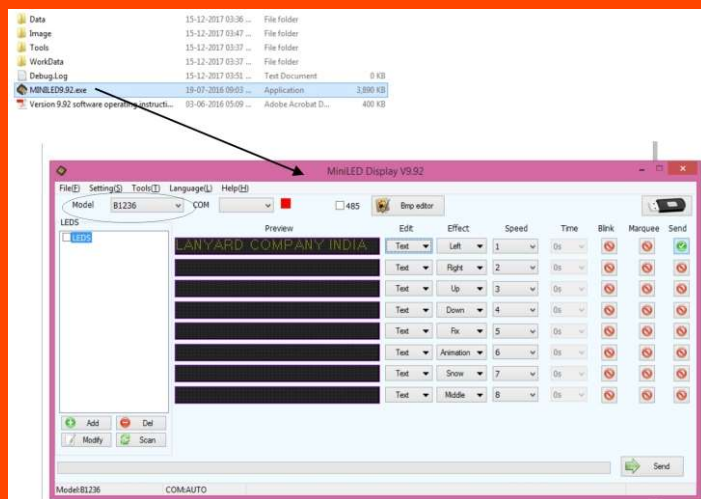 Data 15-12-2017 03:36 ... File folder
Image 15-12-2017 03:47 ... File folder
Tools 15-12-2017 03:37 ... File folder
WorkData 15-12-2017 03:37 ... File folder
Debug.Log 15-12-2017 03:51 ... Text Document 0 KB
MINILED9.92.exe 19-07-2016 09:03 ... Application 3,890 KB
Version 9.92 software operating instructi... 03-06-2016 05:09 ... Adobe Acrobat D... 400 KB
MiniLED Display V9.92
File(F) Setting(S) Tools(T) Language(L) Help(H)
Model B1236 COM 485 Bmp editor
LEDS Preview Edit Effect Speed Time Blink Marquee Send
LEDS
LANYARD COMPANY INDIA Text Left 1 0s
Text Right 2 0s
Text Up 3 0s
Text Down 4 0s
Text Fix 5 0s
Text Animation 6 0s
Text Snow 7 0s
Text Middle 8 0s
Add Del
Modify Scan
Send
Model:B1236 COM:AUTO